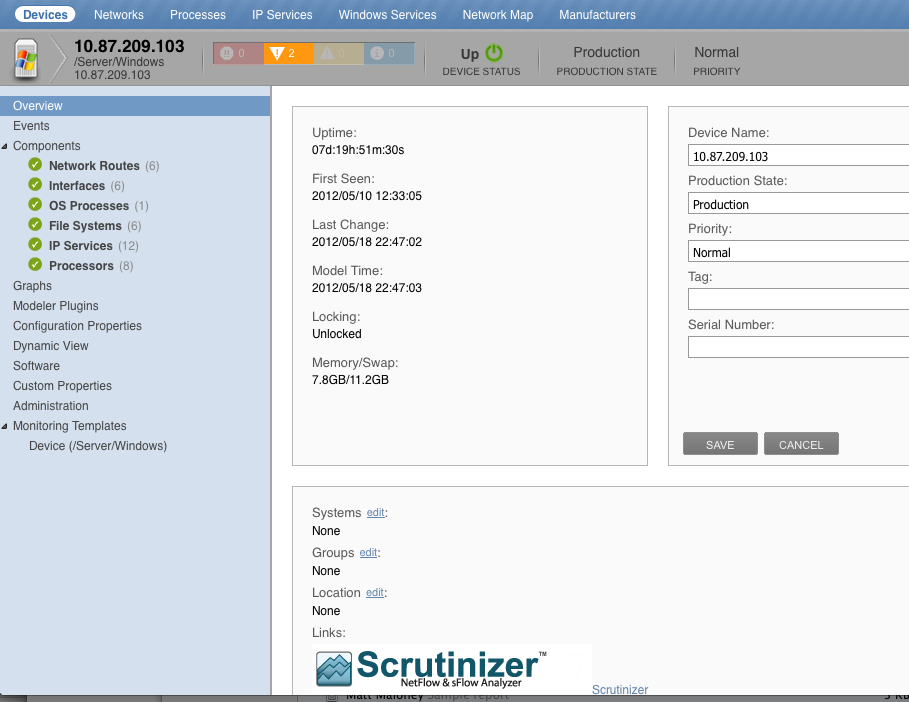 Devices Networks Processes IP Services Windows Services Network Map Manufacturers
10.87.209.103
/Server/Windows
10.87.209.103
0 2 0 0
Up
DEVICE STATUS
Production
PRODUCTION STATE
Normal
PRIORITY
Overview
Events
Components
Network Routes (6)
Interfaces (6)
OS Processes (1)
File Systems (6)
IP Services (12)
Processors (8)
Graphs
Modeler Plugins
Configuration Properties
Dynamic View
Software
Custom Properties
Administration
Monitoring Templates
Device (/Server/Windows)
Uptime:
07d:19h:51m:30s
First Seen:
2012/05/10 12:33:05
Last Change:
2012/05/18 22:47:02
Model Time:
2012/05/18 22:47:03
Locking:
Unlocked
Memory/Swap:
7.8GB/11.2GB
Device Name:
10.87.209.103
Production State:
Production
Priority:
Normal
Tag:
Serial Number:
SAVE CANCEL
Systems edit:
None
Groups edit:
None
Location edit:
None
Links:
Scrutinizer™
NetFlow & sFlow Analyzer
Scrutinizer
Matt Maloney Sample report